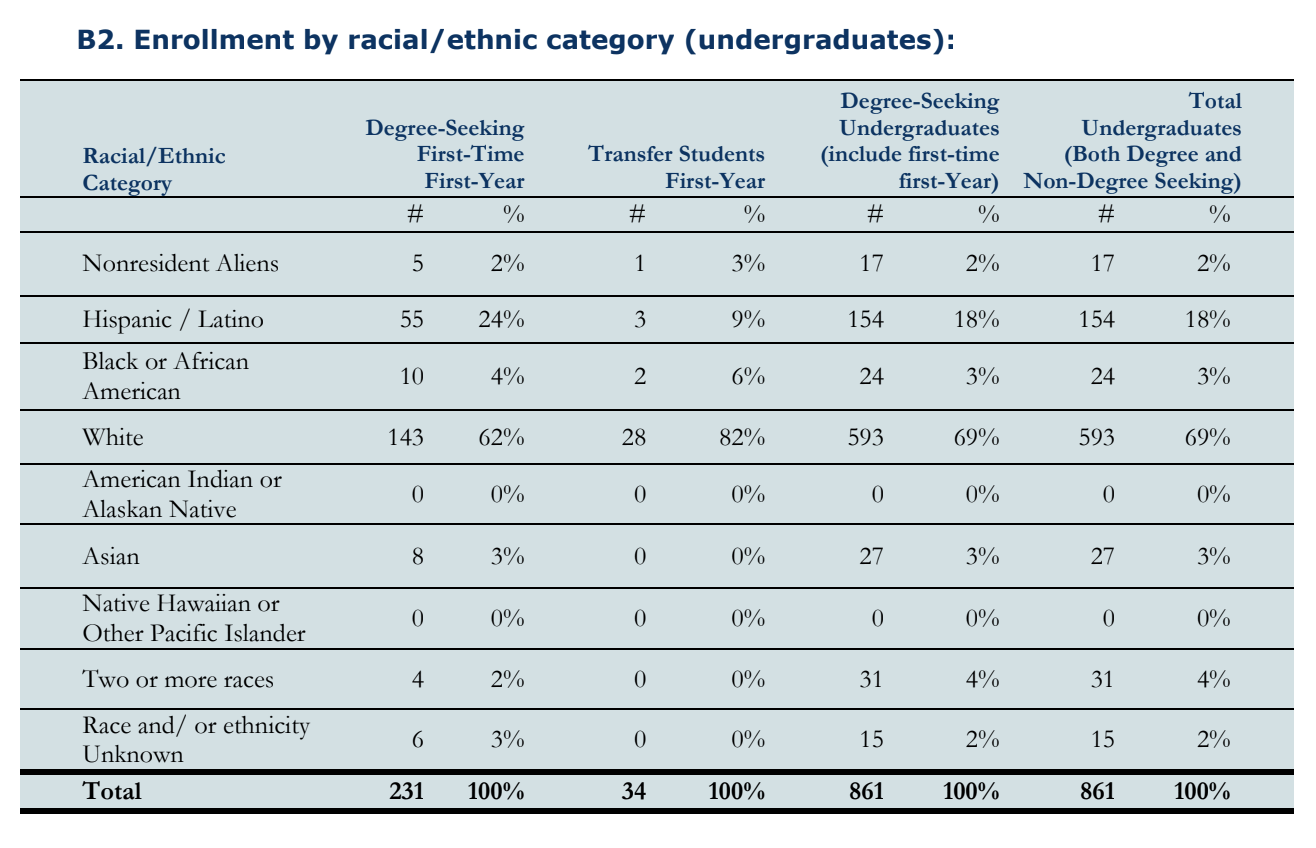 B2. Enrollment by racial/ethnic category (undergraduates):
Racial/Ethnic
Category
Degree-Seeking
First-Time
First-Year
Transfer Students
First-Year
Degree-Seeking
Undergraduates
(include first-time
first-Year)
Total
Undergraduates
(Both Degree and
Non-Degree Seeking)
# % # % # % # %
Nonresident Aliens 5 2% 1 3% 17 2% 17 2%
Hispanic / Latino 55 24% 3 9% 154 18% 154 18%
Black or African
American 10 4% 2 6% 24 3% 24 3%
White 143 62% 28 82% 593 69% 593 69%
American Indian or
Alaskan Native 0 0% 0 0% 0 0% 0 0%
Asian 8 3% 0 0% 27 3% 27 3%
Native Hawaiian or
Other Pacific Islander 0 0% 0 0% 0 0% 0 0%
Two or more races 4 2% 0 0% 31 4% 31 4%
Race and/ or ethnicity
Unknown 6 3% 0 0% 15 2% 15 2%
Total 231 100% 34 100% 861 100% 861 100%